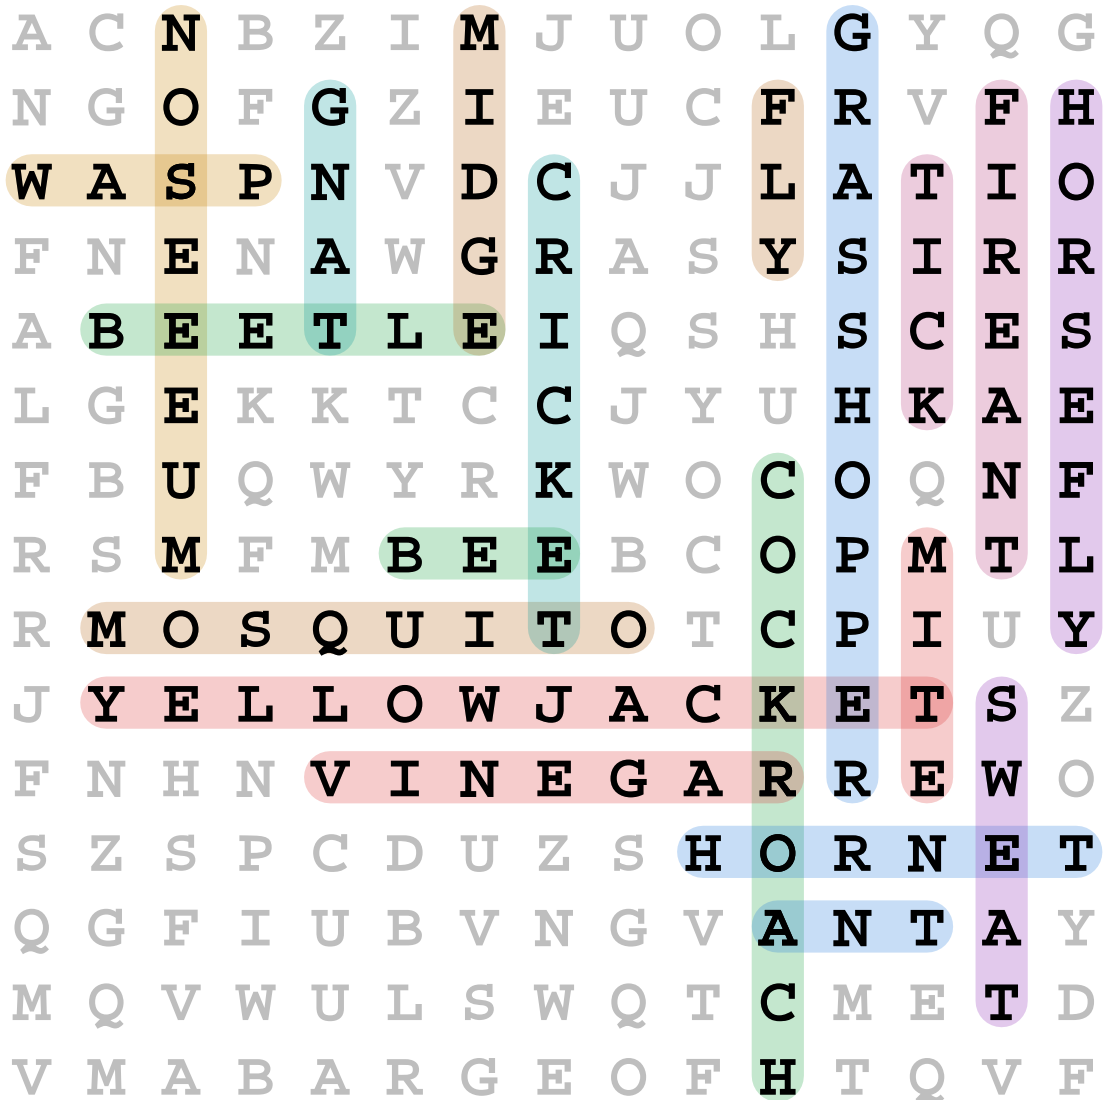 A C N B Z I M J U O L G Y Q G
N G O F G Z I E U C F R V F H
W A S P N V D C J J L A T I O
F N E N A W G R A S Y S I R R
A B E E T L E I Q S H S C E S
L G E K K T C C J Y U H K A E
F B U Q W Y R K W O C O Q N F
R S M F M B E E B C O P M T L
R M O S Q U I T O T C P I U Y
J Y E L L O W J A C K E T S Z
F N H N V I N E G A R R E W O
S Z S P C D U Z S H O R N E T
Q G F I U B V N G V A N T A Y
M Q V W U L S W Q T C M E T D
V M A B A R G E O F H T Q V F